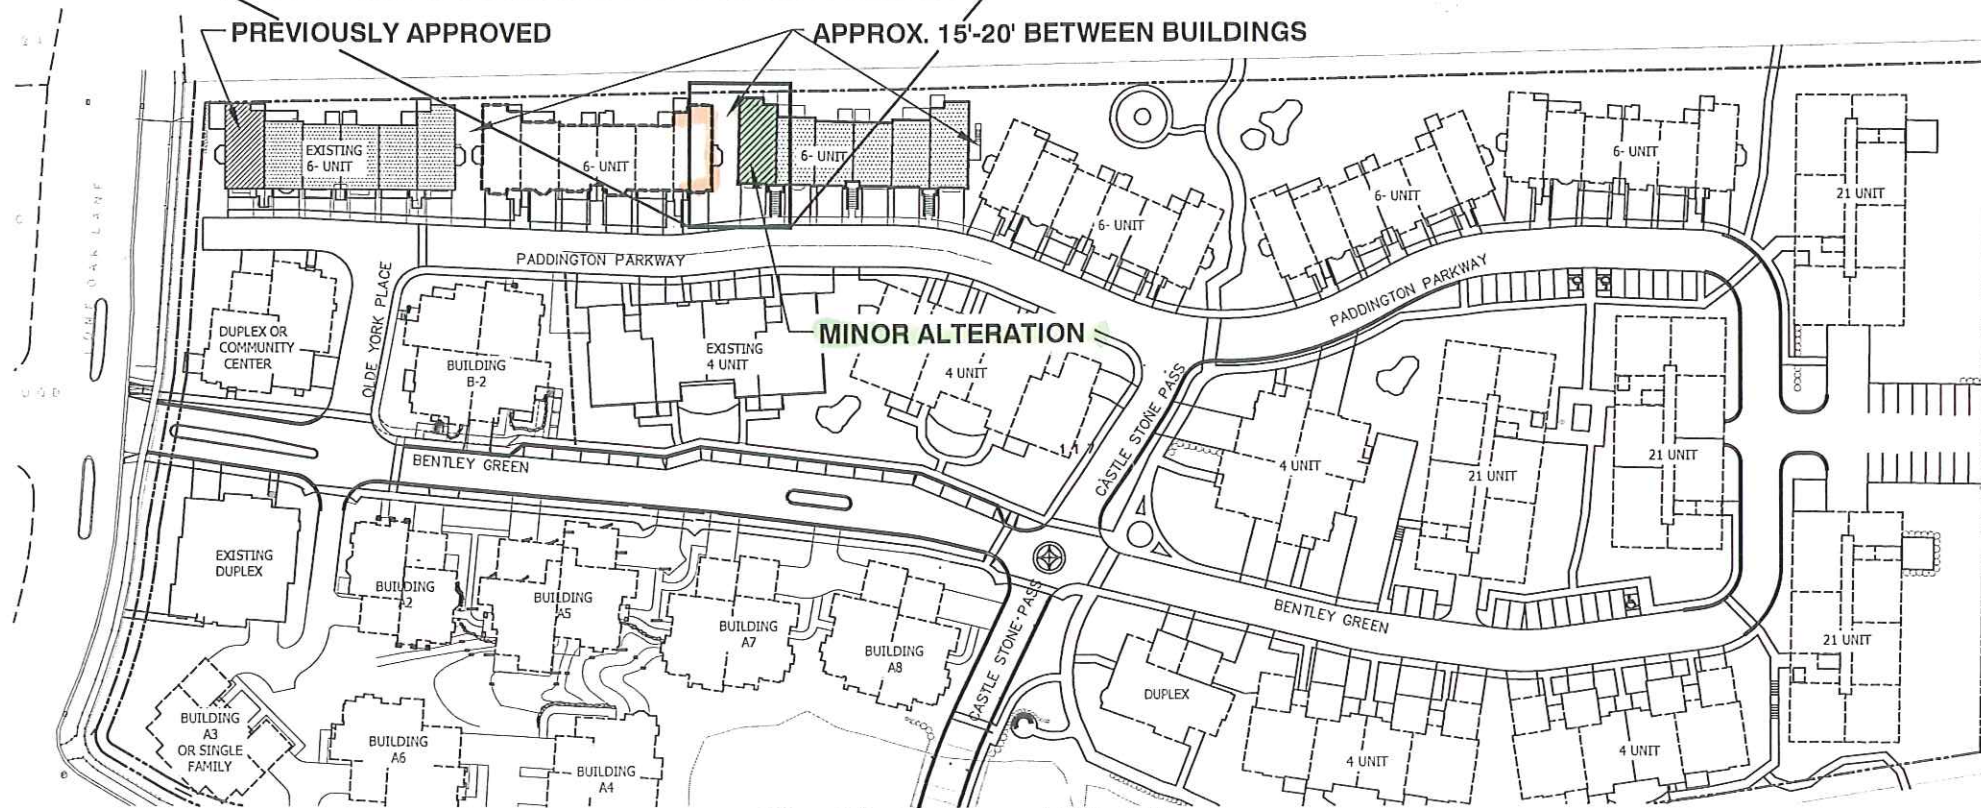 PREVIOUSLY APPROVED
APPROX. 15'-20' BETWEEN BUILDINGS
EXISTING
6- UNIT
6- UNIT
6- UNIT
6- UNIT
6- UNIT
6- UNIT
21 UNIT
LONE OAK LANE
PADDINGTON PARKWAY
PADDINGTON PARKWAY
OLDE YORK PLACE
DUPLEX OR
COMMUNITY
CENTER
BUILDING
B-2
EXISTING
4 UNIT
MINOR ALTERATION
4 UNIT
CASTLE STONE PASS
4 UNIT
21 UNIT
21 UNIT
BENTLEY GREEN
EXISTING
DUPLEX
BUILDING
A2
BUILDING
A5
BUILDING
A7
BUILDING
A8
CASTLE STONE PASS
BENTLEY GREEN
21 UNIT
DUPLEX
BUILDING
A3
OR SINGLE
FAMILY
BUILDING
A6
BUILDING
A4
4 UNIT
4 UNIT